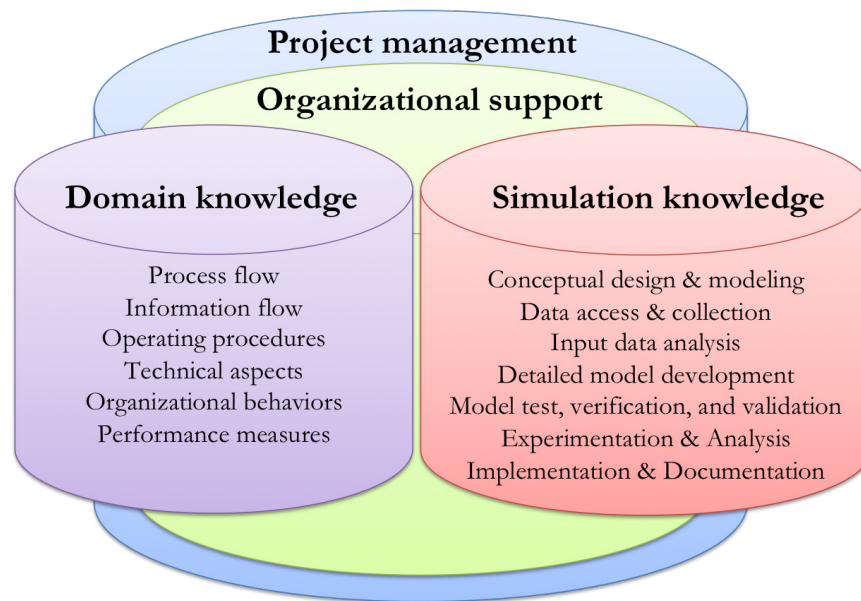 Project management
Organizational support
Domain knowledge
Process flow
Information flow
Operating procedures
Technical aspects
Organizational behaviors
Performance measures
Simulation knowledge
Conceptual design & modeling
Data access & collection
Input data analysis
Detailed model development
Model test, verification, and validation
Experimentation & Analysis
Implementation & Documentation